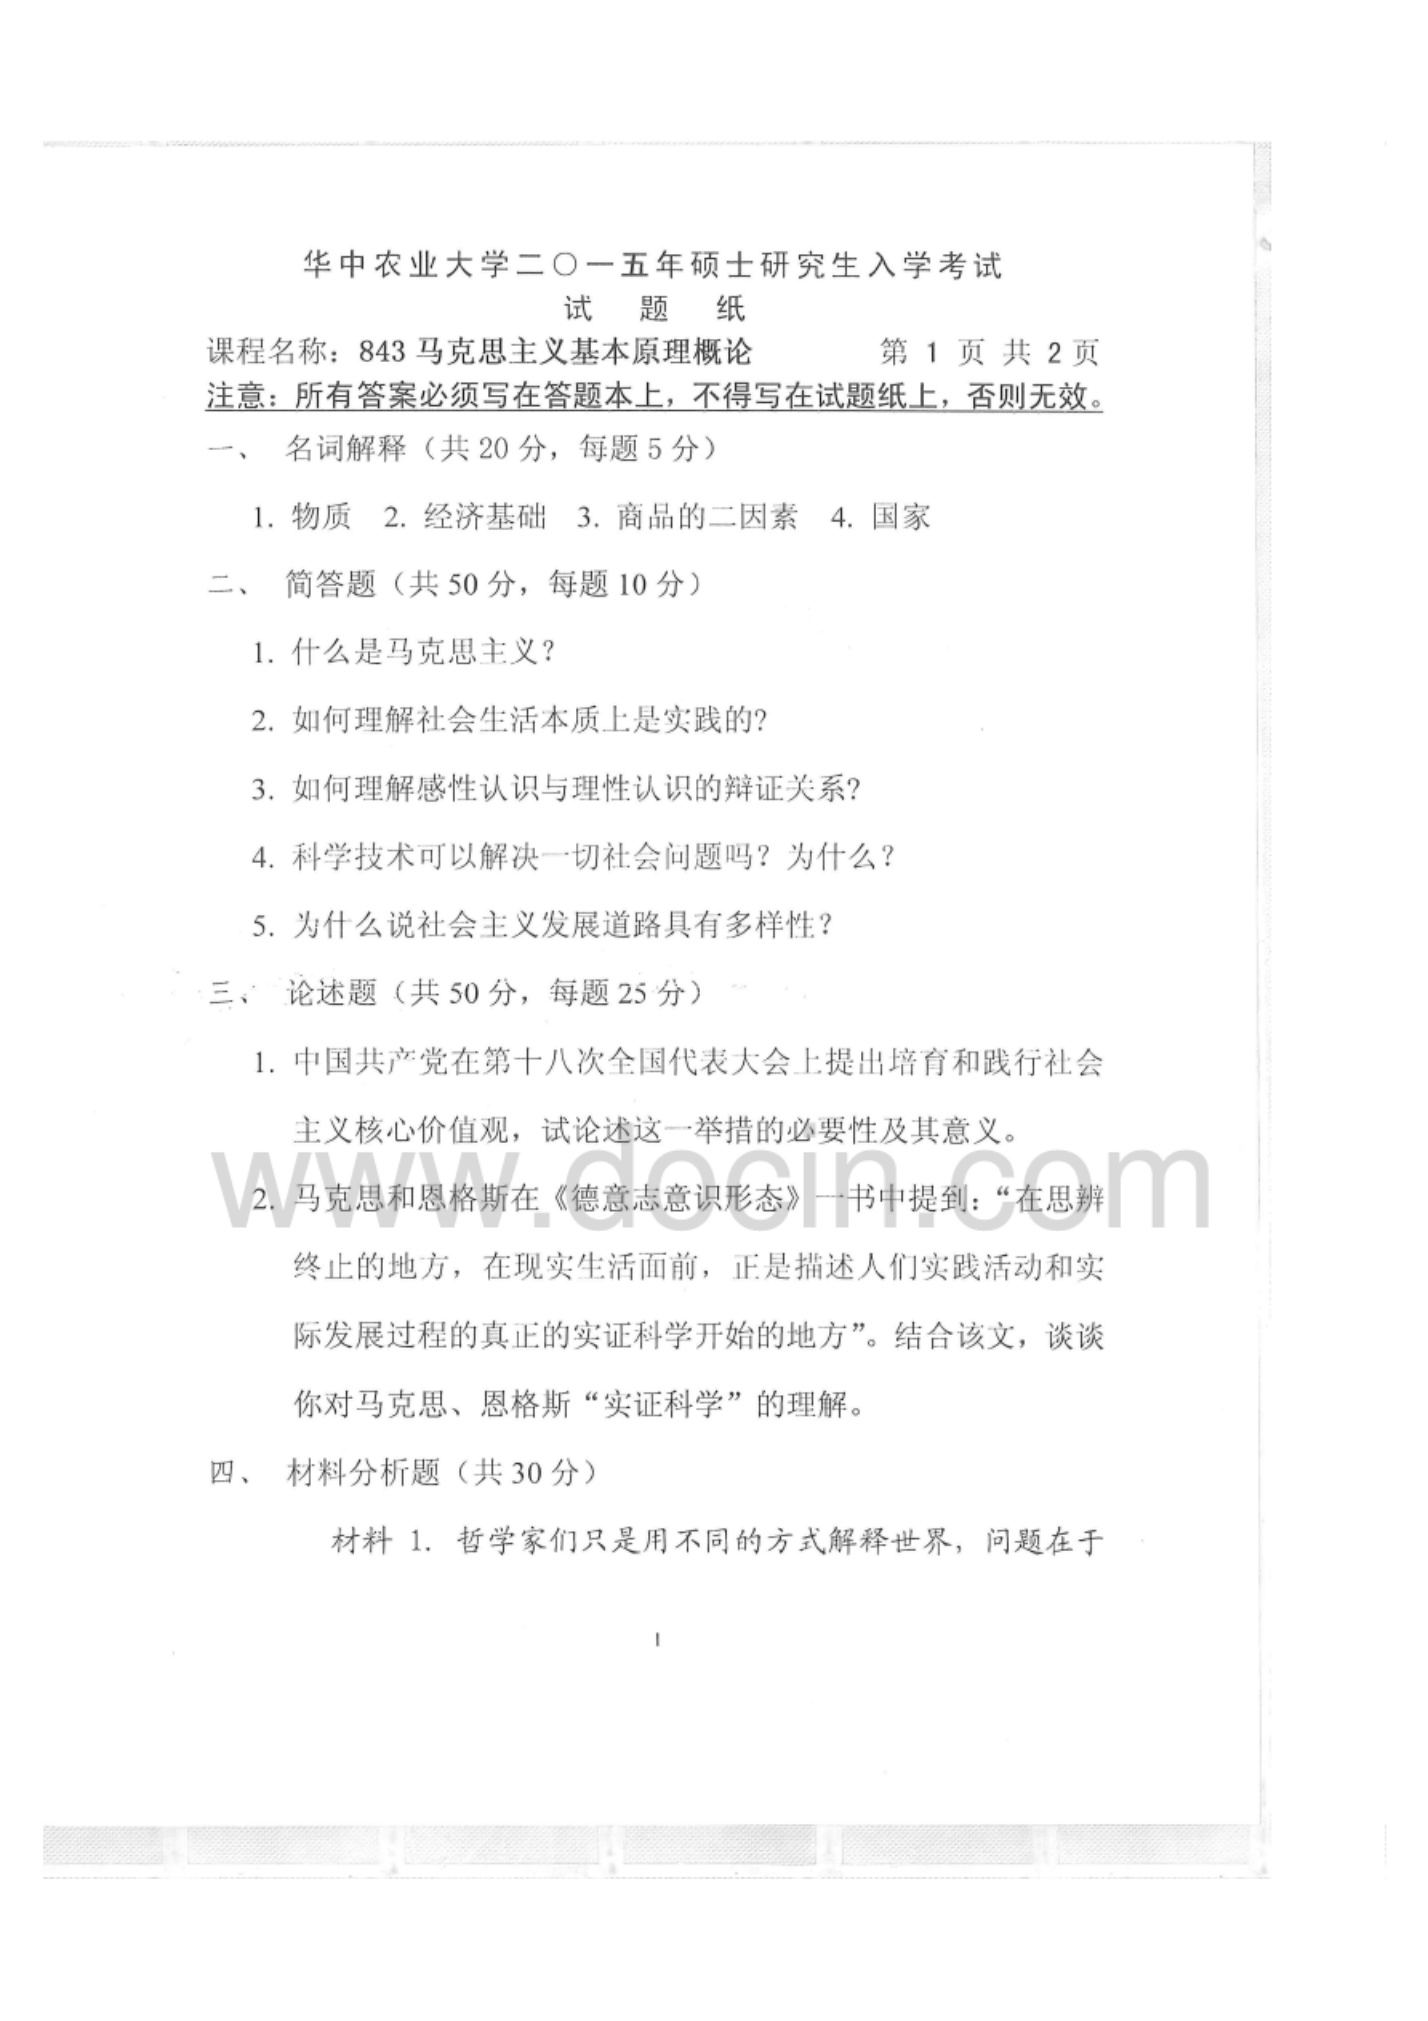 华中农业大学二〇一五年硕士研究生入学考试
试 题 纸
课程名称：843 马克思主义基本原理概论 第 1 页 共 2 页
注意：所有答案必须写在答题本上，不得写在试题纸上，否则无效。
一、 名词解释（共 20 分，每题 5 分）
1. 物质 2. 经济基础 3. 商品的二因素 4. 国家
二、 简答题（共 50 分，每题 10 分）
1. 什么是马克思主义？
2. 如何理解社会生活本质上是实践的?
3. 如何理解感性认识与理性认识的辩证关系?
4. 科学技术可以解决一切社会问题吗？为什么？
5. 为什么说社会主义发展道路具有多样性？
三、 论述题（共 50 分，每题 25 分）
1. 中国共产党在第十八次全国代表大会上提出培育和践行社会
主义核心价值观，试论述这一举措的必要性及其意义。
www.docin.com
2. 马克思和恩格斯在《德意志意识形态》一书中提到：“在思辨
终止的地方，在现实生活面前，正是描述人们实践活动和实
际发展过程的真正的实证科学开始的地方”。结合该文，谈谈
你对马克思、恩格斯“实证科学”的理解。
四、 材料分析题（共 30 分）
材料 1. 哲学家们只是用不同的方式解释世界，问题在于
1